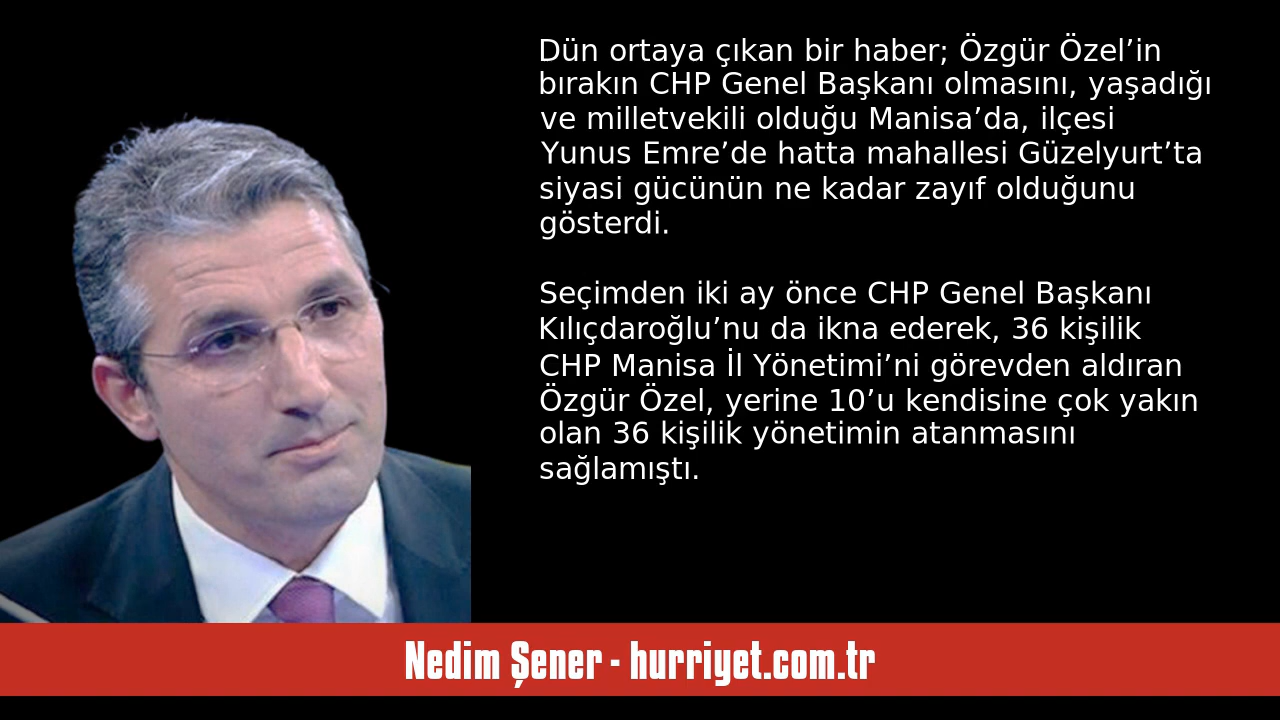 Dün ortaya çıkan bir haber; Özgür Özel’in
bırakın CHP Genel Başkanı olmasını, yaşadığı
ve milletvekili olduğu Manisa’da, ilçesi
Yunus Emre’de hatta mahallesi Güzelyurt’ta
siyasi gücünün ne kadar zayıf olduğunu
gösterdi.
Seçimden iki ay önce CHP Genel Başkanı
Kılıçdaroğlu’nu da ikna ederek, 36 kişilik
CHP Manisa İl Yönetimi’ni görevden aldıran
Özgür Özel, yerine 10’u kendisine çok yakın
olan 36 kişilik yönetimin atanmasını
sağlamıştı.
Nedim Şener - hurriyet.com.tr